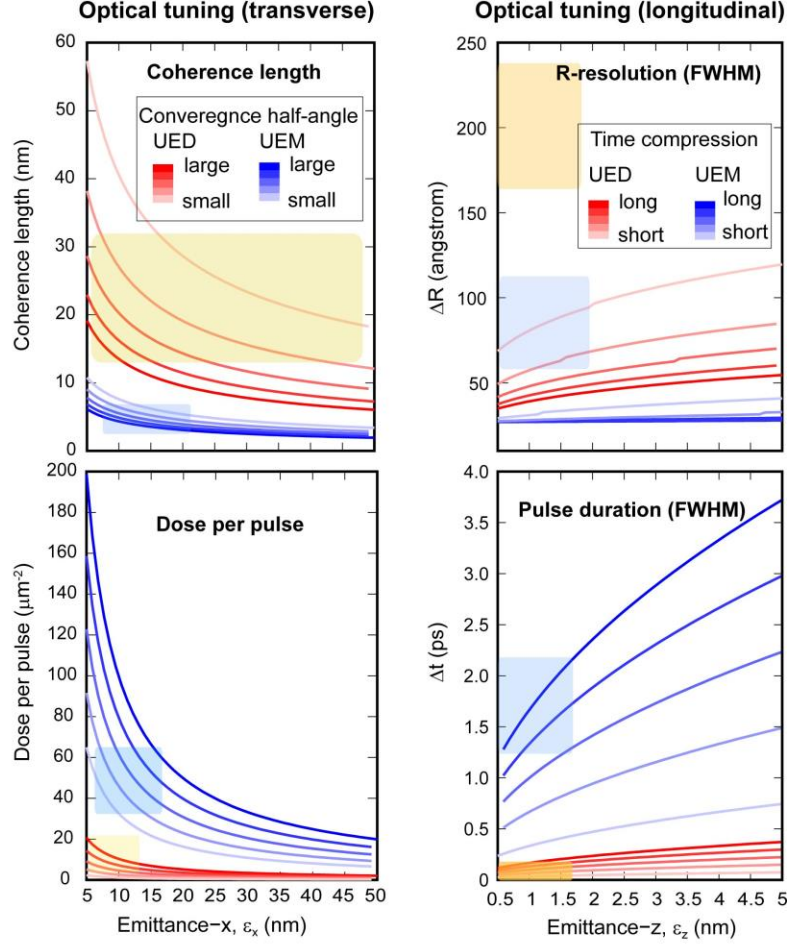 Optical tuning (transverse)
Optical tuning (longitudinal)
Coherence length
Converegnce half-angle
UED
UEM
large
large
small
small
Coherence length (nm)
60
50
40
30
20
10
0
R-resolution (FWHM)
Time compression
UED
UEM
long
long
short
short
ΔR (angstrom)
250
200
150
100
50
Dose per pulse
Dose per pulse (μm⁻²)
200
180
160
140
120
100
80
60
40
20
0
5 10 15 20 25 30 35 40 45 50
Emittance−x, εₓ (nm)
Pulse duration (FWHM)
Δt (ps)
4.0
3.5
3.0
2.5
2.0
1.5
1.0
0.5
0
0.5 1 1.5 2 2.5 3 3.5 4 4.5 5
Emittance−z, ε_z (nm)